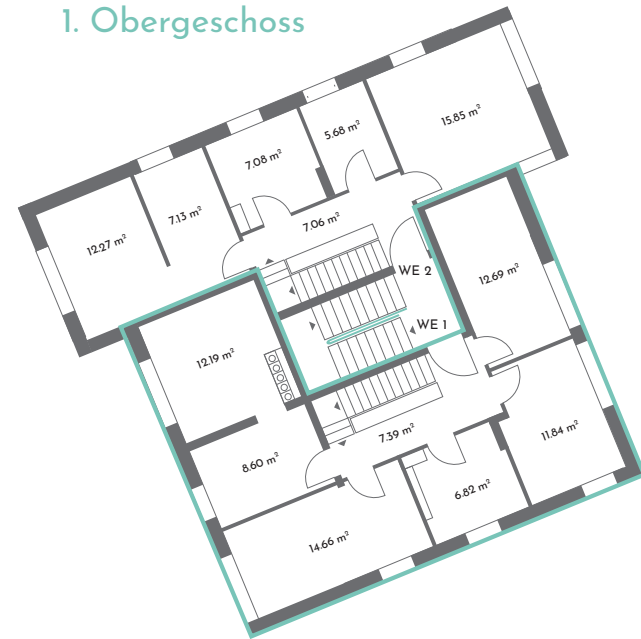 1. Obergeschoss
15.85 m²
5.68 m²
7.08 m²
7.13 m²
12.27 m²
7.06 m²
WE 2
12.69 m²
WE 1
12.19 m²
7.39 m²
11.84 m²
8.60 m²
6.82 m²
14.66 m²